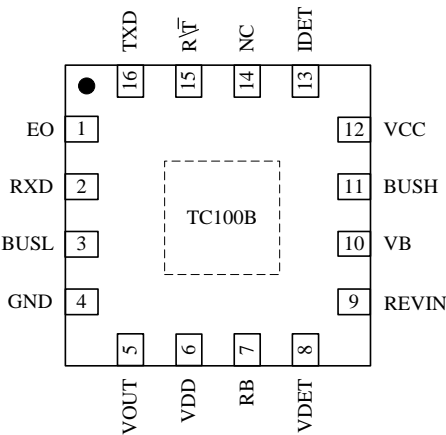 TXD
R\T̅
NC
IDET
16
15
14
13
EO 1
12 VCC
RXD 2
11 BUSH
TC100B
BUSL 3
10 VB
GND 4
9 REVIN
5
6
7
8
VOUT
VDD
RB
VDET